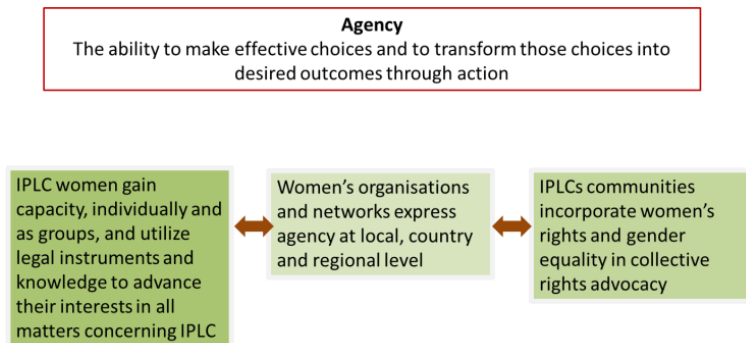 Agency
The ability to make effective choices and to transform those choices into
desired outcomes through action
IPLC women gain
capacity, individually and
as groups, and utilize
legal instruments and
knowledge to advance
their interests in all
matters concerning IPLC
Women's organisations
and networks express
agency at local, country
and regional level
IPLCs communities
incorporate women's
rights and gender
equality in collective
rights advocacy